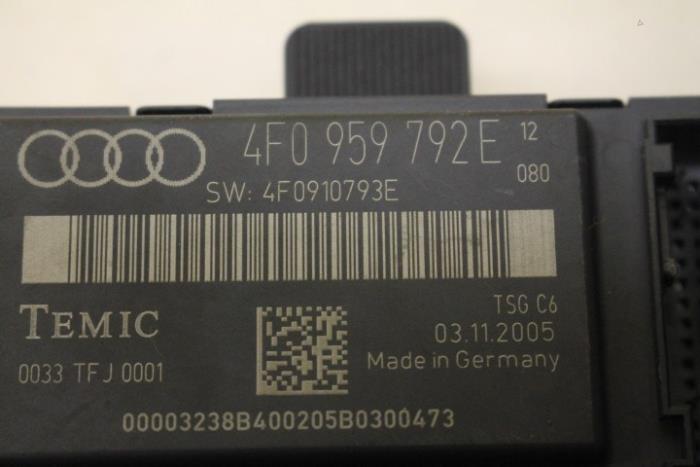 4F0 959 792E 12
080
SW: 4F0910793E
TEMIC
TSG C6
03.11.2005
0033 TFJ 0001
Made in Germany
00003238B400205B0300473